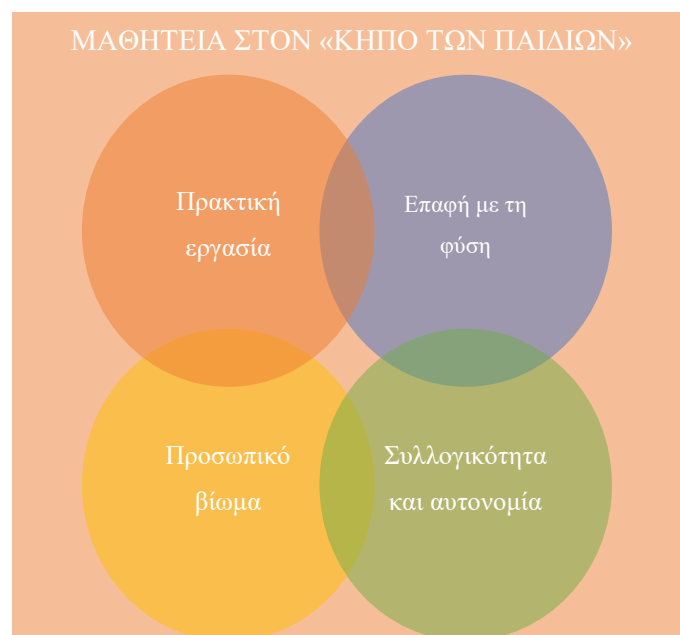 ΜΑΘΗΤΕΙΑ ΣΤΟΝ «ΚΗΠΟ ΤΩΝ ΠΑΙΔΙΩΝ»
Πρακτική
εργασία
Επαφή με τη
φύση
Προσωπικό
βίωμα
Συλλογικότητα
και αυτονομία